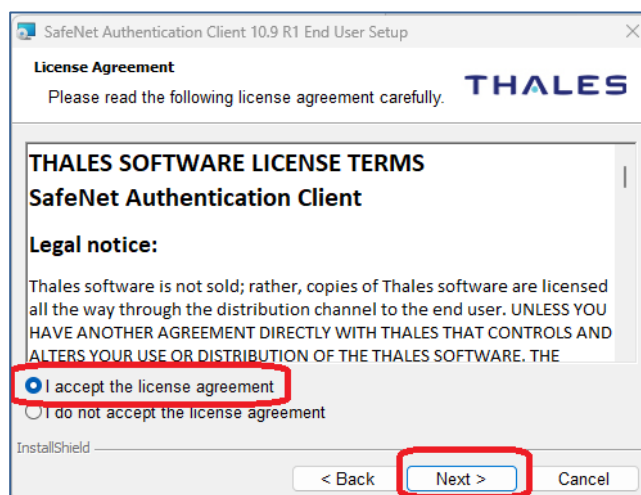 SafeNet Authentication Client 10.9 R1 End User Setup
License Agreement
Please read the following license agreement carefully.
THALES
THALES SOFTWARE LICENSE TERMS
SafeNet Authentication Client
Legal notice:
Thales software is not sold; rather, copies of Thales software are licensed
all the way through the distribution channel to the end user. UNLESS YOU
HAVE ANOTHER AGREEMENT DIRECTLY WITH THALES THAT CONTROLS AND
ALTERS YOUR USE OR DISTRIBUTION OF THE THALES SOFTWARE. THE
I accept the license agreement
I do not accept the license agreement
InstallShield
< Back Next > Cancel